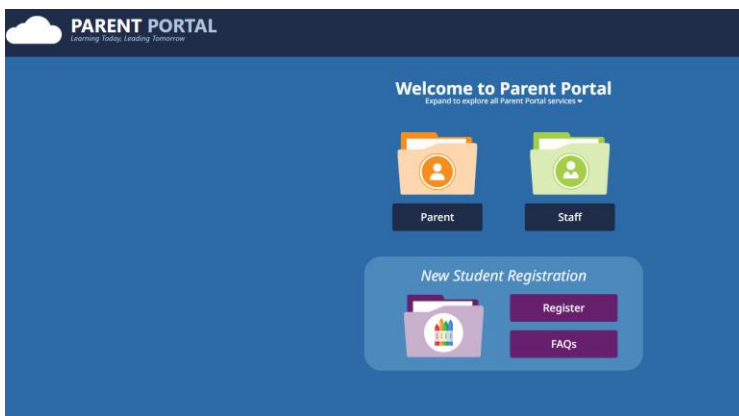 PARENT PORTAL
Learning Today, Leading Tomorrow
Welcome to Parent Portal
Expand to explore all Parent Portal services
Parent
Staff
New Student Registration
Register
FAQs